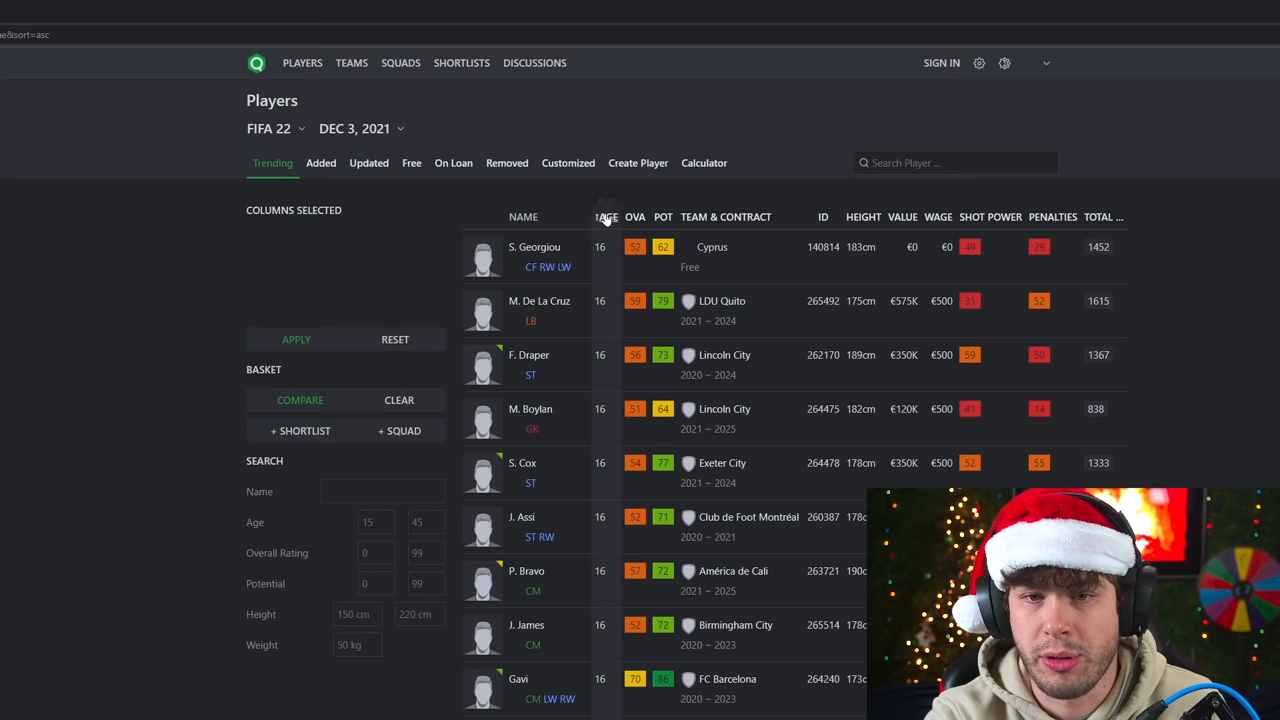 ne&sort=asc
PLAYERS TEAMS SQUADS SHORTLISTS DISCUSSIONS SIGN IN
Players
FIFA 22 DEC 3, 2021
Trending Added Updated Free On Loan Removed Customized Create Player Calculator Search Player ...
COLUMNS SELECTED
APPLY RESET
BASKET
COMPARE CLEAR
+ SHORTLIST + SQUAD
SEARCH
Name
Age 15 45
Overall Rating 0 99
Potential 0 99
Height 150 cm 220 cm
Weight 50 kg
NAME AGE OVA POT TEAM & CONTRACT ID HEIGHT VALUE WAGE SHOT POWER PENALTIES TOTAL ...
S. Georgiou 16 52 62 Cyprus 140814 183cm €0 €0 49 29 1452
CF RW LW Free
M. De La Cruz 16 59 79 LDU Quito 265492 175cm €575K €500 35 52 1615
LB 2021 ~ 2024
F. Draper 16 56 73 Lincoln City 262170 189cm €350K €500 59 50 1367
ST 2020 ~ 2024
M. Boylan 16 51 64 Lincoln City 264475 182cm €120K €500 41 14 838
GK 2021 ~ 2025
S. Cox 16 54 77 Exeter City 264478 178cm €350K €500 52 55 1333
ST 2021 ~ 2024
J. Assi 16 52 71 Club de Foot Montréal 260387 178c
ST RW 2020 ~ 2021
P. Bravo 16 57 72 América de Cali 263721 190c
CM 2021 ~ 2025
J. James 16 52 72 Birmingham City 265514 178c
CM 2020 ~ 2023
Gavi 16 70 86 FC Barcelona 264240 173c
CM LW RW 2020 ~ 2023